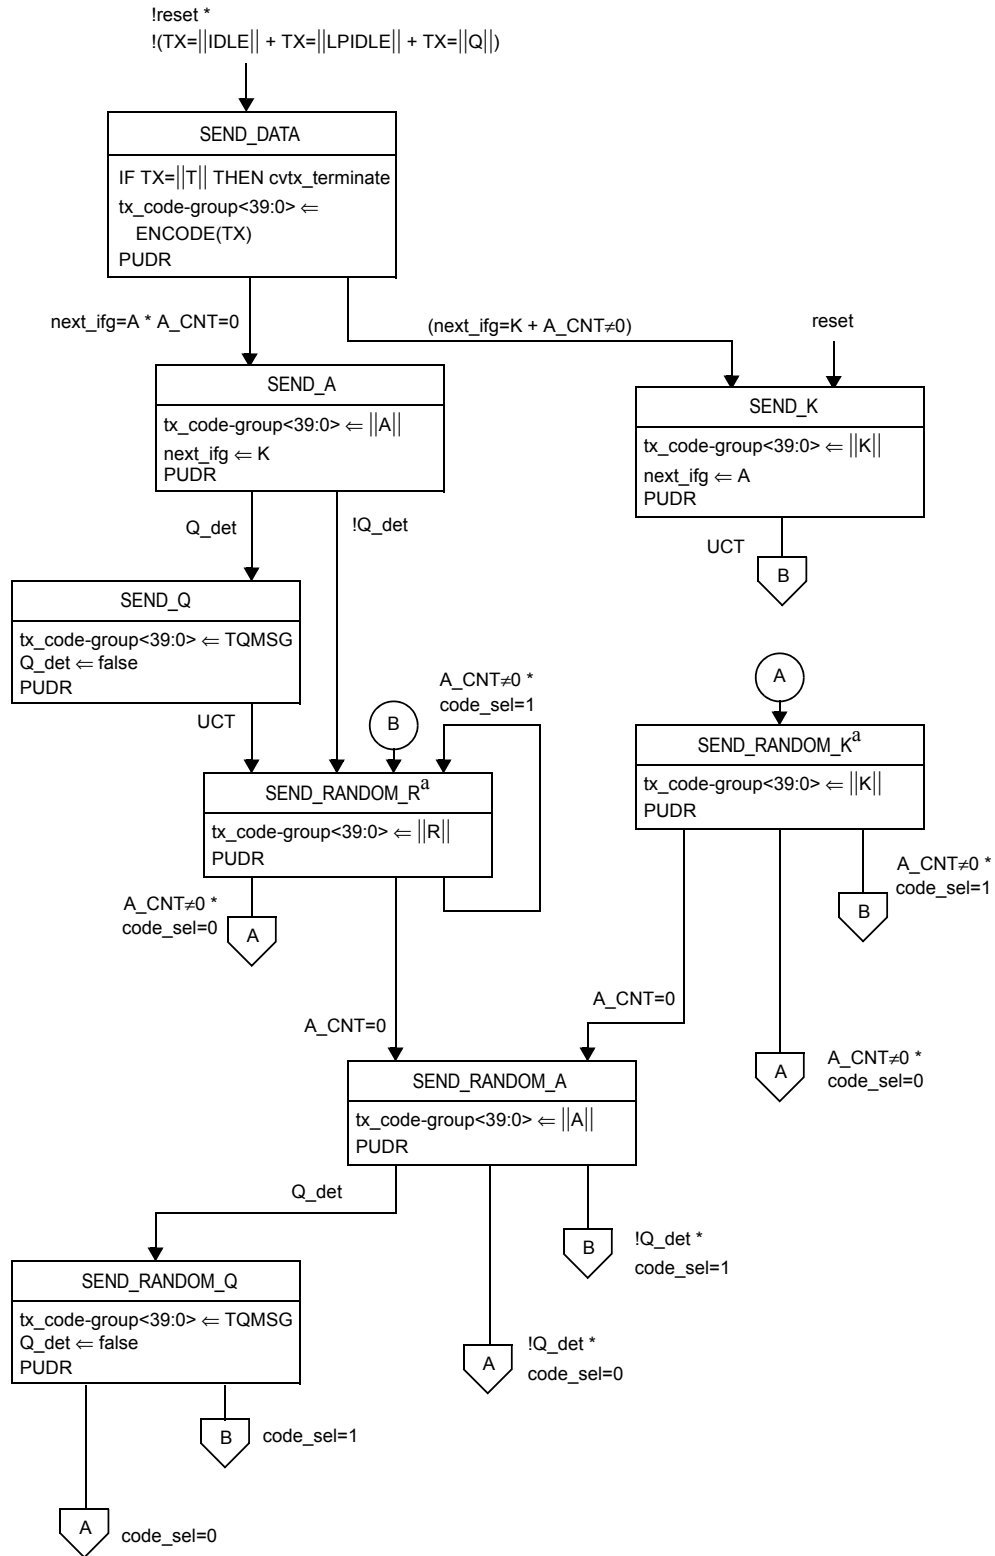 !reset *
!(TX=||IDLE|| + TX=||LPIDLE|| + TX=||Q||)
SEND_DATA
IF TX=||T|| THEN cvtx_terminate
tx_code-group<39:0> ⇐
ENCODE(TX)
PUDR
next_ifg=A * A_CNT=0
(next_ifg=K + A_CNT≠0)
reset
SEND_A
tx_code-group<39:0> ⇐ ||A||
next_ifg ⇐ K
PUDR
SEND_K
tx_code-group<39:0> ⇐ ||K||
next_ifg ⇐ A
PUDR
Q_det
!Q_det
UCT
B
SEND_Q
tx_code-group<39:0> ⇐ TQMSG
Q_det ⇐ false
PUDR
UCT
B
A_CNT≠0 *
code_sel=1
A
SEND_RANDOM_Rᵃ
tx_code-group<39:0> ⇐ ||R||
PUDR
SEND_RANDOM_Kᵃ
tx_code-group<39:0> ⇐ ||K||
PUDR
A_CNT≠0 *
code_sel=0
A
A_CNT≠0 *
code_sel=1
B
A_CNT=0
A_CNT=0
A
A_CNT≠0 *
code_sel=0
SEND_RANDOM_A
tx_code-group<39:0> ⇐ ||A||
PUDR
Q_det
B
!Q_det *
code_sel=1
SEND_RANDOM_Q
tx_code-group<39:0> ⇐ TQMSG
Q_det ⇐ false
PUDR
A
!Q_det *
code_sel=0
B
code_sel=1
A
code_sel=0